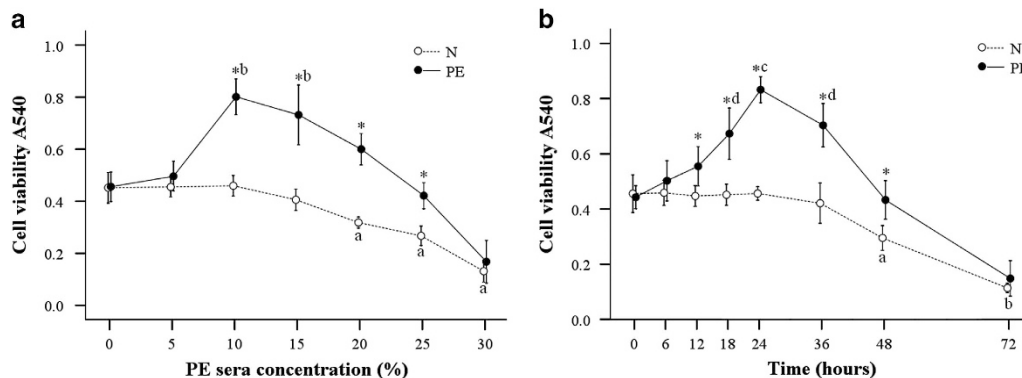 a
N
PE
1.0
0.8
0.6
0.4
0.2
0.0
Cell viability A540
*b
*b
*
*
a
a
a
0 5 10 15 20 25 30
PE sera concentration (%)
b
N
PE
1.0
0.8
0.6
0.4
0.2
0.0
Cell viability A540
*
*d
*c
*d
*
a
b
0 6 12 18 24 36 48 72
Time (hours)